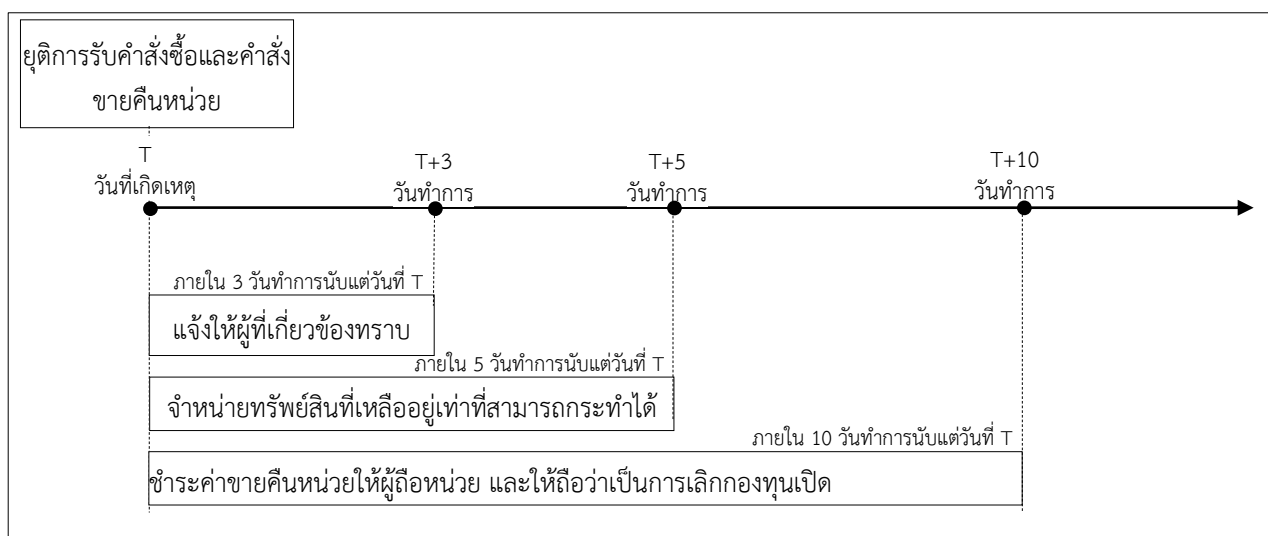 ยุติการรับคำสั่งซื้อและคำสั่ง
ขายคืนหน่วย
T
วันที่เกิดเหตุ
T+3
วันทำการ
T+5
วันทำการ
T+10
วันทำการ
ภายใน 3 วันทำการนับแต่วันที่ T
แจ้งให้ผู้ที่เกี่ยวข้องทราบ
ภายใน 5 วันทำการนับแต่วันที่ T
จำหน่ายทรัพย์สินที่เหลืออยู่เท่าที่สามารถกระทำได้
ภายใน 10 วันทำการนับแต่วันที่ T
ชำระค่าขายคืนหน่วยให้ผู้ถือหน่วย และให้ถือว่าเป็นการเลิกกองทุนเปิด